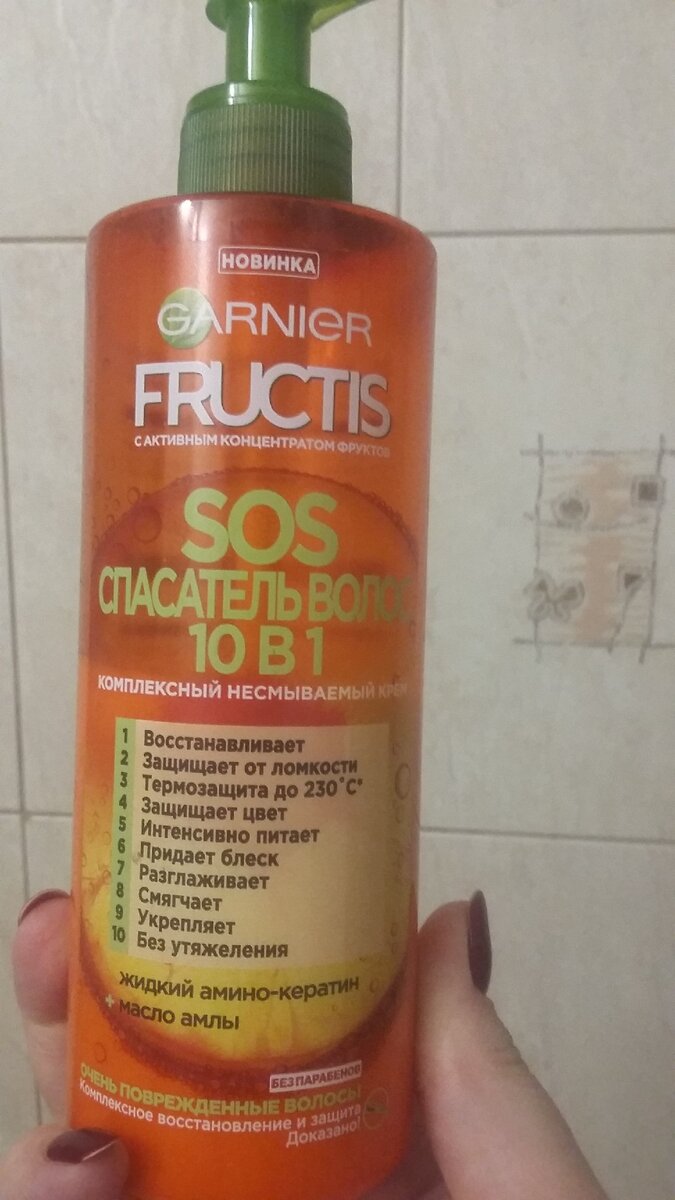 НОВИНКА
GARNIER
FRUCTIS
С АКТИВНЫМ КОНЦЕНТРАТОМ ФРУКТОВ
SOS
СПАСАТЕЛЬ ВОЛОС
10 В 1
КОМПЛЕКСНЫЙ НЕСМЫВАЕМЫЙ КРЕМ
1 Восстанавливает
2 Защищает от ломкости
3 Термозащита до 230°C*
4 Защищает цвет
5 Интенсивно питает
6 Придает блеск
7 Разглаживает
8 Смягчает
9 Укрепляет
10 Без утяжеления
жидкий амино-кератин
+ масло амлы
БЕЗ ПАРАБЕНОВ
ОЧЕНЬ ПОВРЕЖДЕННЫЕ ВОЛОСЫ
Комплексное восстановление и защита
Доказано!